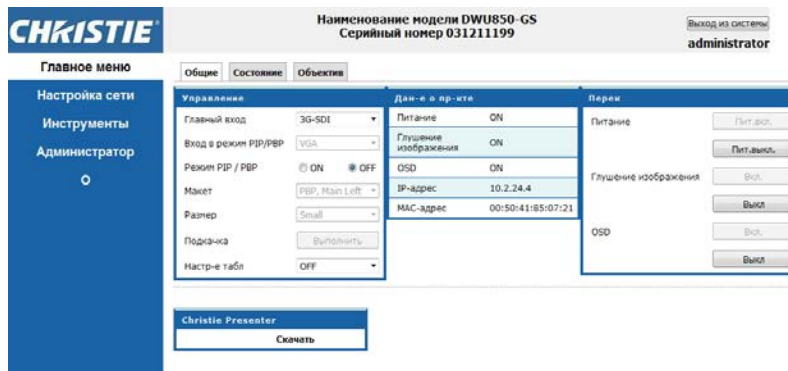 CHRISTIE
Наименование модели DWU850-GS
Серийный номер 031211199
Выход из системы
administrator
Главное меню
Настройка сети
Инструменты
Администратор
О
Общие Состояние Объектив
Управление
Главный вход 3G-SDI
Вход в режим PIP/PBP VGA
Режим PIP / PBP ON OFF
Макет PBP, Main Left
Размер Small
Подкачка Выполнить
Настр-е табл OFF
Дан-е о пр-кте
Питание ON
Глушение изображения ON
OSD ON
IP-адрес 10.2.24.4
MAC-адрес 00:50:41:85:07:21
Перек
Питание Пит.вкл.
Пит.выкл.
Глушение изображения Вкл.
Выкл
OSD Вкл.
Выкл
Christie Presenter
Скачать